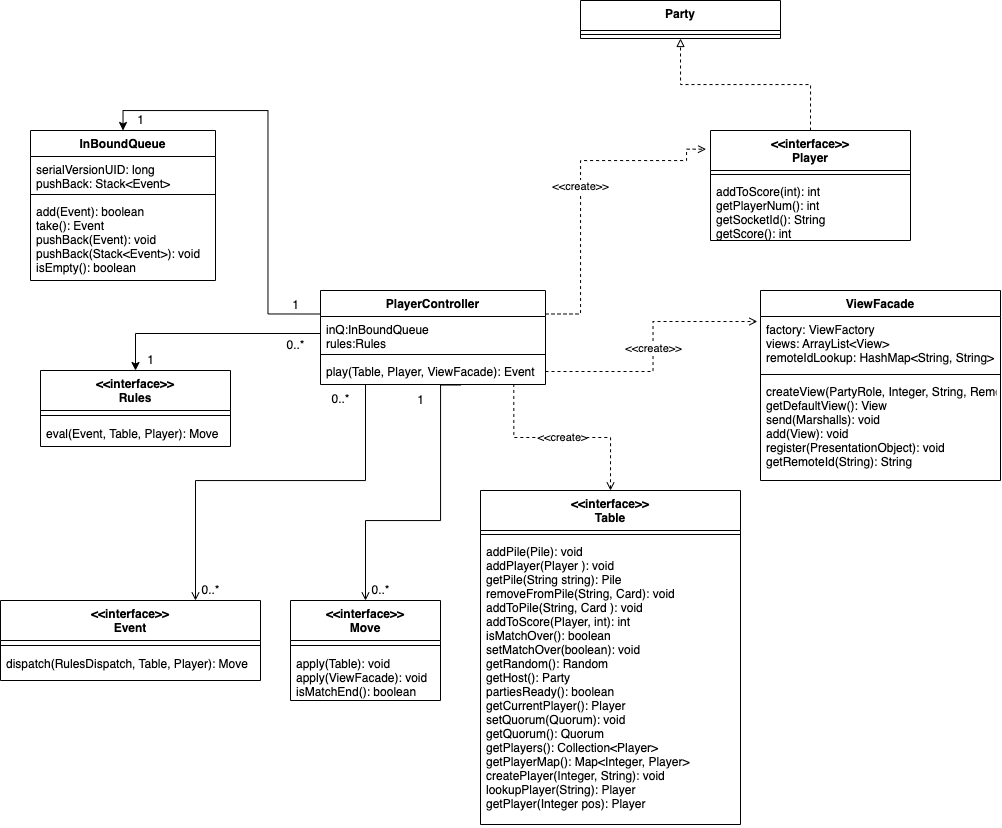 Party
1
InBoundQueue
serialVersionUID: long
pushBack: Stack<Event>
add(Event): boolean
take(): Event
pushBack(Event): void
pushBack(Stack<Event>): void
isEmpty(): boolean
<<interface>>
Player
addToScore(int): int
getPlayerNum(): int
getSocketId(): String
getScore(): int
<<create>>
1
PlayerController
inQ:InBoundQueue
rules:Rules
play(Table, Player, ViewFacade): Event
0..*
1
<<create>>
ViewFacade
factory: ViewFactory
views: ArrayList<View>
remoteIdLookup: HashMap<String, String>
createView(PartyRole, Integer, String, Rem
getDefaultView(): View
send(Marshalls): void
add(View): void
register(PresentationObject): void
getRemoteId(String): String
<<interface>>
Rules
eval(Event, Table, Player): Move
0..*
1
<<create>
<<interface>>
Table
addPile(Pile): void
addPlayer(Player ): void
getPile(String string): Pile
removeFromPile(String, Card): void
addToPile(String, Card ): void
addToScore(Player, int): int
isMatchOver(): boolean
setMatchOver(boolean): void
getRandom(): Random
getHost(): Party
partiesReady(): boolean
getCurrentPlayer(): Player
setQuorum(Quorum): void
getQuorum(): Quorum
getPlayers(): Collection<Player>
getPlayerMap(): Map<Integer, Player>
createPlayer(Integer, String): void
lookupPlayer(String): Player
getPlayer(Integer pos): Player
0..*
<<interface>>
Event
dispatch(RulesDispatch, Table, Player): Move
0..*
<<interface>>
Move
apply(Table): void
apply(ViewFacade): void
isMatchEnd(): boolean